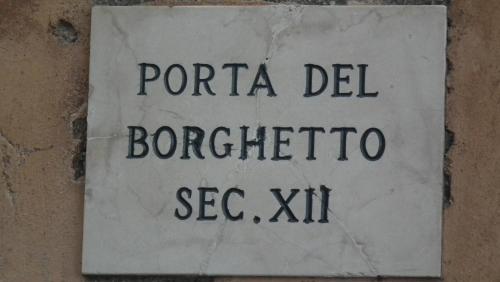 PORTA DEL
BORGHETTO
SEC. XII